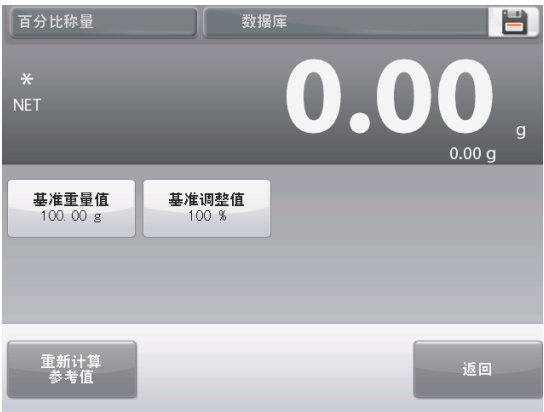 百分比称量
数据库
*
NET
0.00 g
0.00 g
基准重量值
100.00 g
基准调整值
100 %
重新计算
参考值
返回